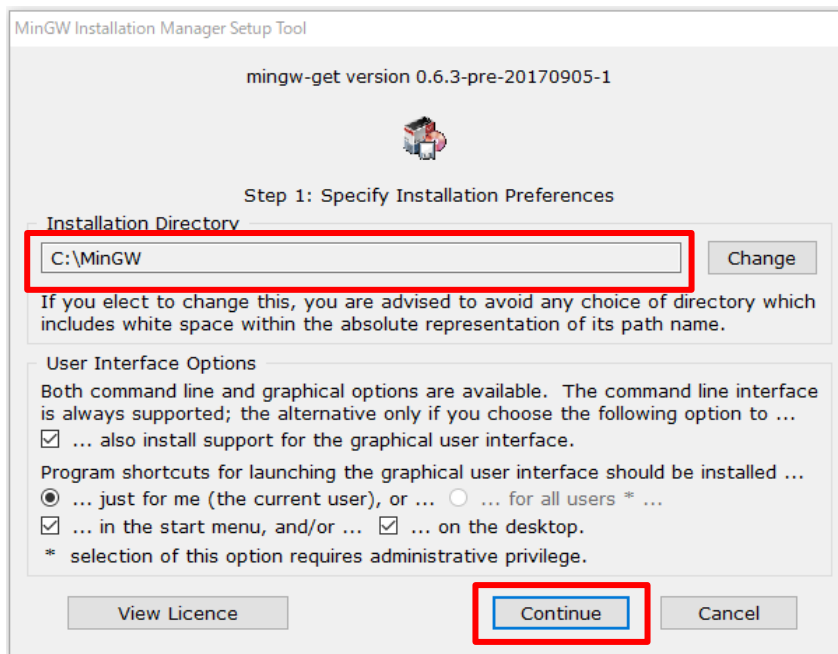 MinGW Installation Manager Setup Tool
mingw-get version 0.6.3-pre-20170905-1
Step 1: Specify Installation Preferences
Installation Directory
C:\MinGW
Change
If you elect to change this, you are advised to avoid any choice of directory which
includes white space within the absolute representation of its path name.
User Interface Options
Both command line and graphical options are available.  The command line interface
is always supported; the alternative only if you choose the following option to ...
... also install support for the graphical user interface.
Program shortcuts for launching the graphical user interface should be installed ...
... just for me (the current user), or ... ... for all users * ...
... in the start menu, and/or ... ... on the desktop.
* selection of this option requires administrative privilege.
View Licence Continue Cancel